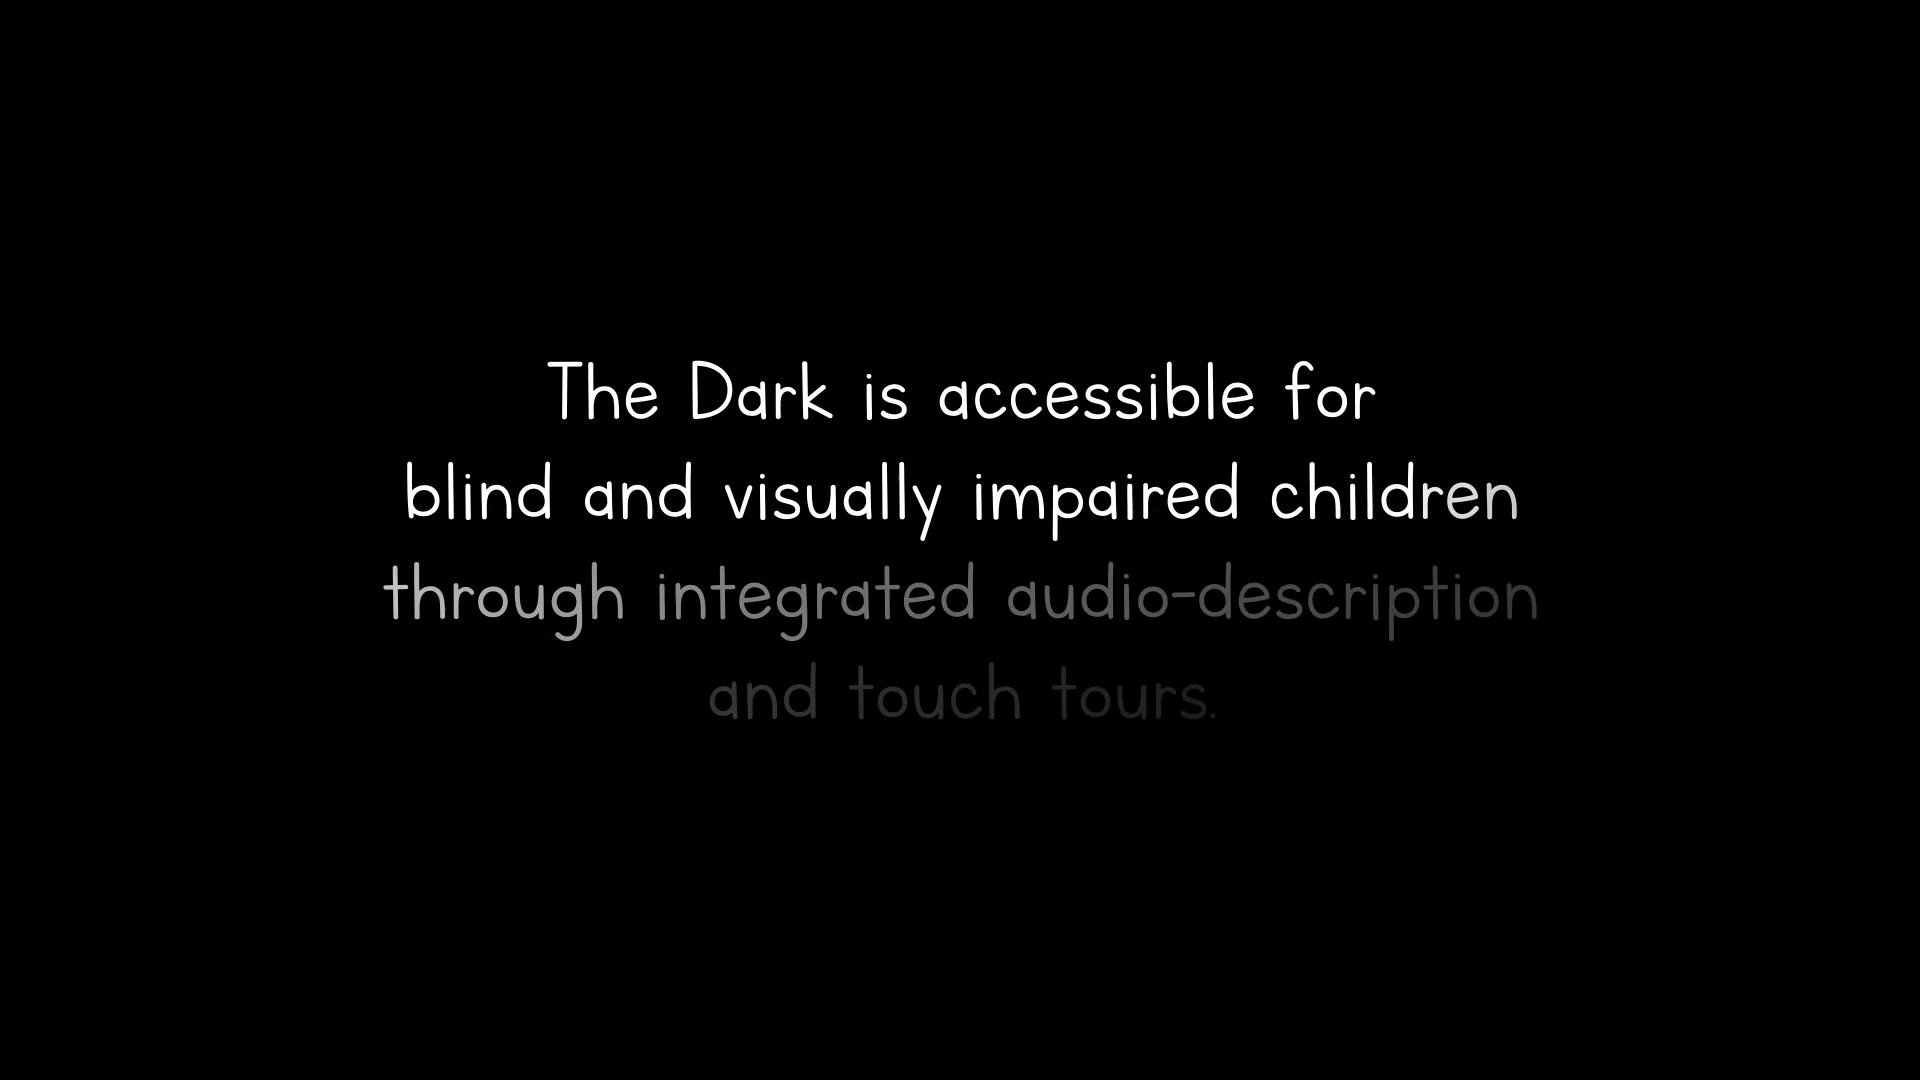 The Dark is accessible for
blind and visually impaired children
through integrated audio-description
and touch tours.